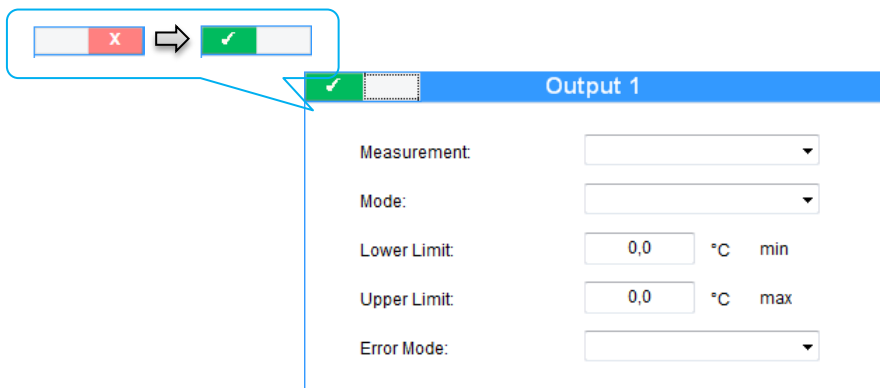 X ✓
✓ Output 1
Measurement:
Mode:
Lower Limit: 0,0 °C min
Upper Limit: 0,0 °C max
Error Mode: